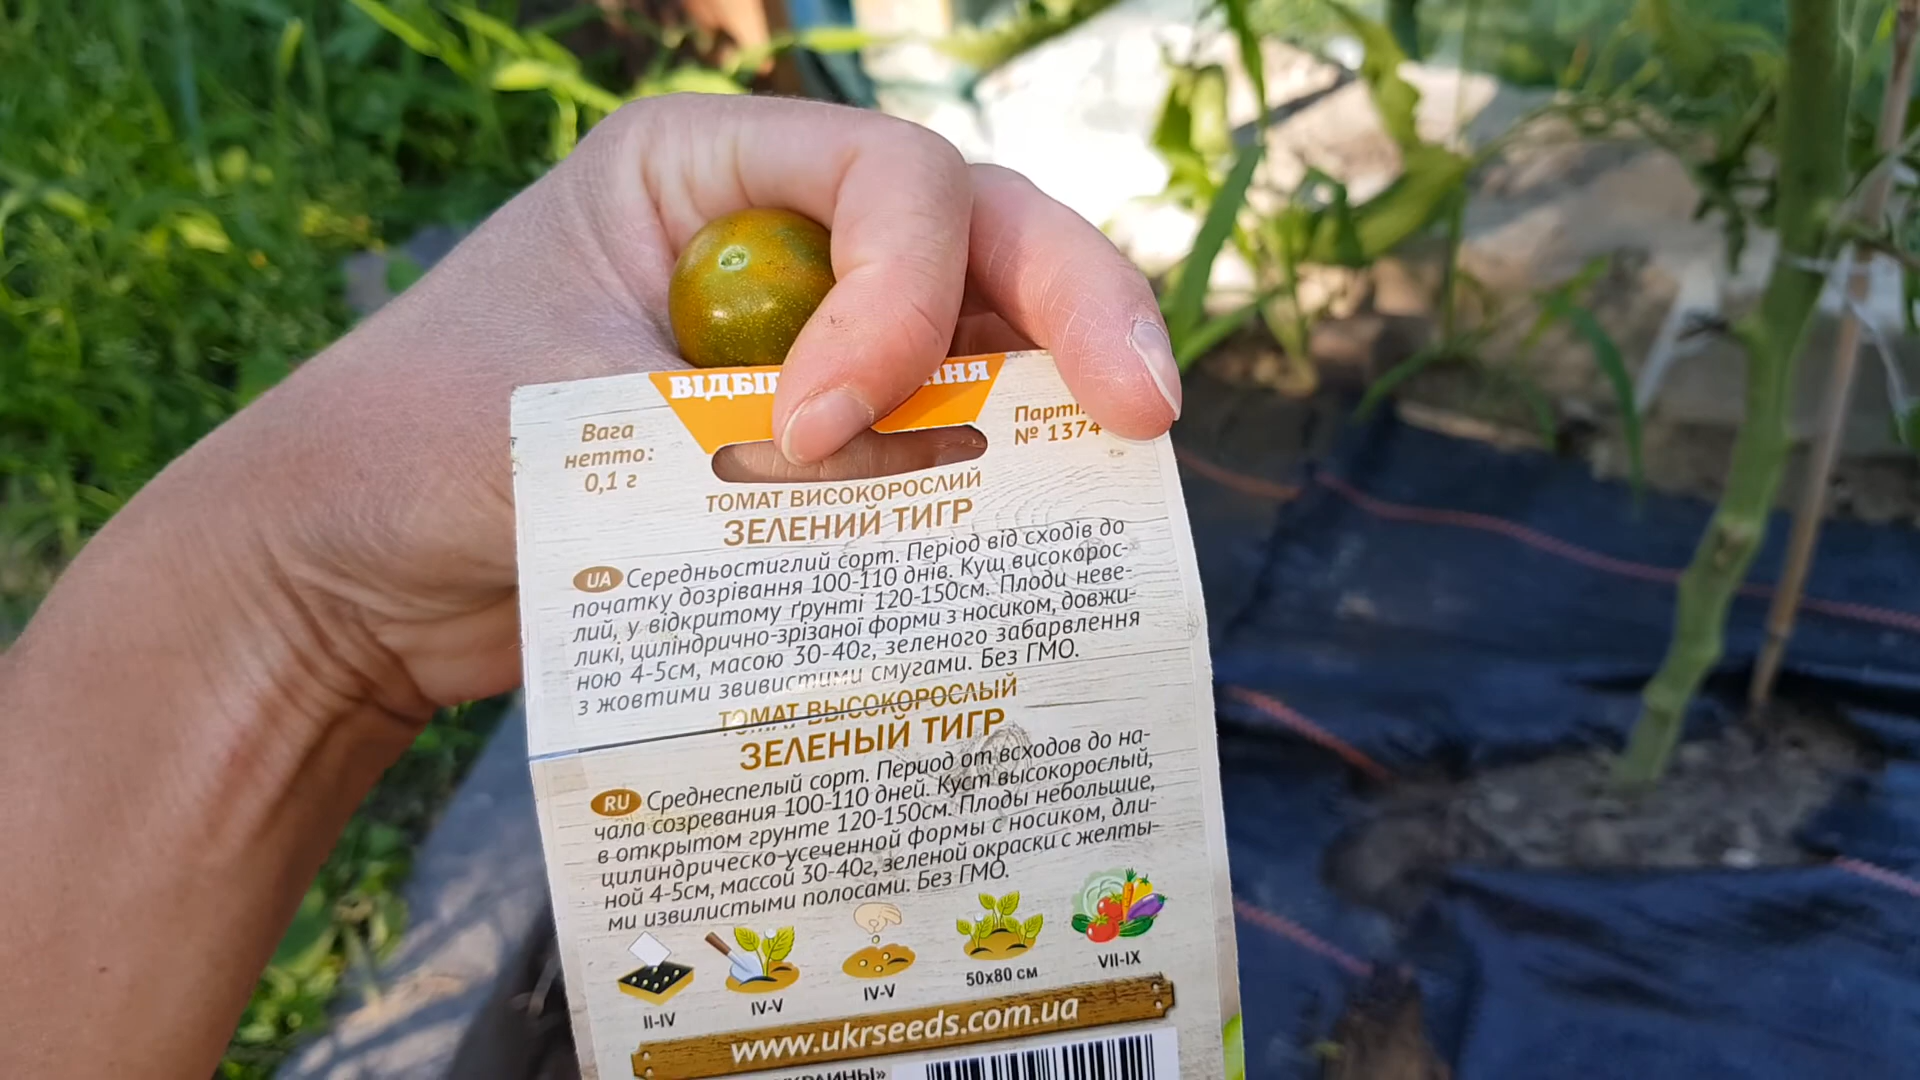 Вага
нетто:
0,1 г
№ 1374
ТОМАТ ВИСОКОРОСЛИЙ
ЗЕЛЕНИЙ ТИГР
UA Середньостиглий сорт. Період від сходів до
початку дозрівання 100-110 днів. Кущ високорос-
лий, у відкритому ґрунті 120-150см. Плоди неве-
ликі, циліндрично-зрізаної форми з носиком, довжи-
ною 4-5см, масою 30-40г, зеленого забарвлення
з жовтими звивистими смугами. Без ГМО.
ТОМАТ ВЫСОКОРОСЛЫЙ
ЗЕЛЕНЫЙ ТИГР
RU Среднеспелый сорт. Период от всходов до на-
чала созревания 100-110 дней. Куст высокорослый,
в открытом грунте 120-150см. Плоды небольшие,
цилиндрическо-усеченной формы с носиком, дли-
ной 4-5см, массой 30-40г, зеленой окраски с желты-
ми извилистыми полосами. Без ГМО.
II-IV
IV-V
IV-V
50х80 см
VII-IX
www.ukrseeds.com.ua